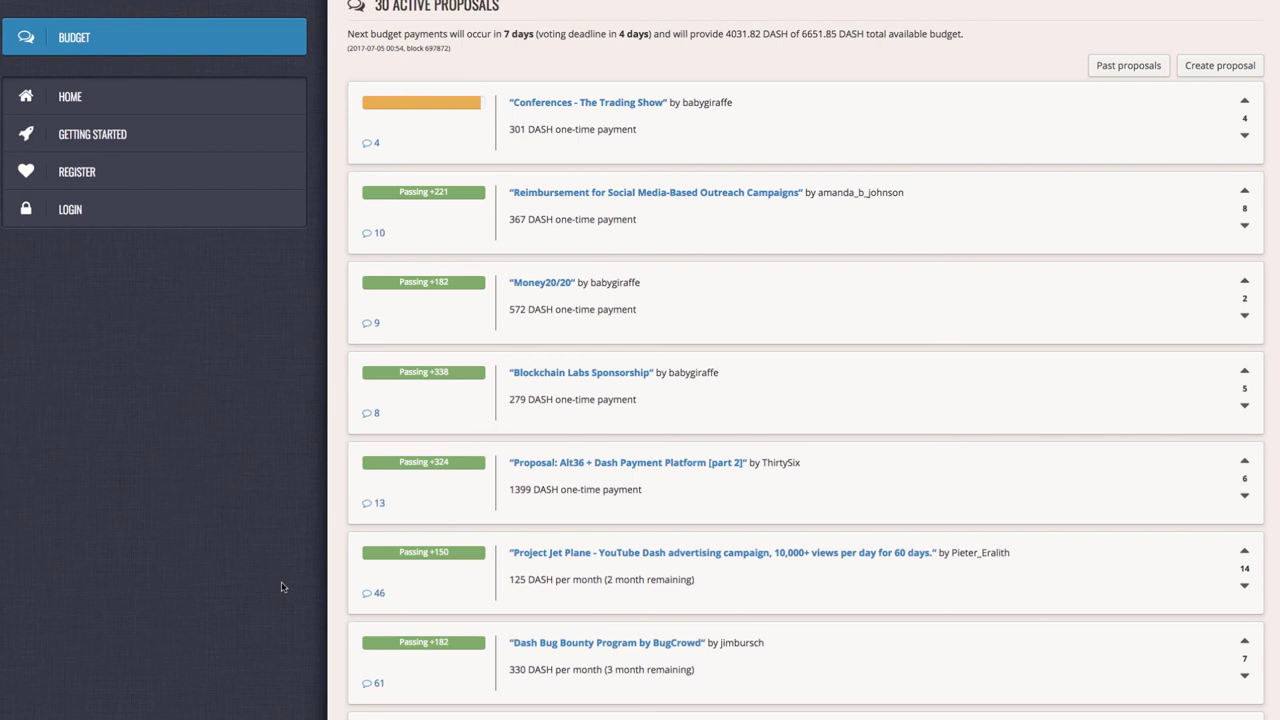 BUDGET
HOME
GETTING STARTED
REGISTER
LOGIN
30 ACTIVE PROPOSALS
Next budget payments will occur in 7 days (voting deadline in 4 days) and will provide 4031.82 DASH of 6651.85 DASH total available budget.
(2017-07-05 00:54, block 697872)
Past proposals
Create proposal
“Conferences - The Trading Show” by babygiraffe
301 DASH one-time payment
4
4
Passing +221
“Reimbursement for Social Media-Based Outreach Campaigns” by amanda_b_johnson
367 DASH one-time payment
10
8
Passing +182
“Money20/20” by babygiraffe
572 DASH one-time payment
9
2
Passing +338
“Blockchain Labs Sponsorship” by babygiraffe
279 DASH one-time payment
8
5
Passing +324
“Proposal: Alt36 + Dash Payment Platform [part 2]” by ThirtySix
1399 DASH one-time payment
13
6
Passing +150
“Project Jet Plane - YouTube Dash advertising campaign, 10,000+ views per day for 60 days.” by Pieter_Eralith
125 DASH per month (2 month remaining)
46
14
Passing +182
“Dash Bug Bounty Program by BugCrowd” by jimbursch
330 DASH per month (3 month remaining)
61
7